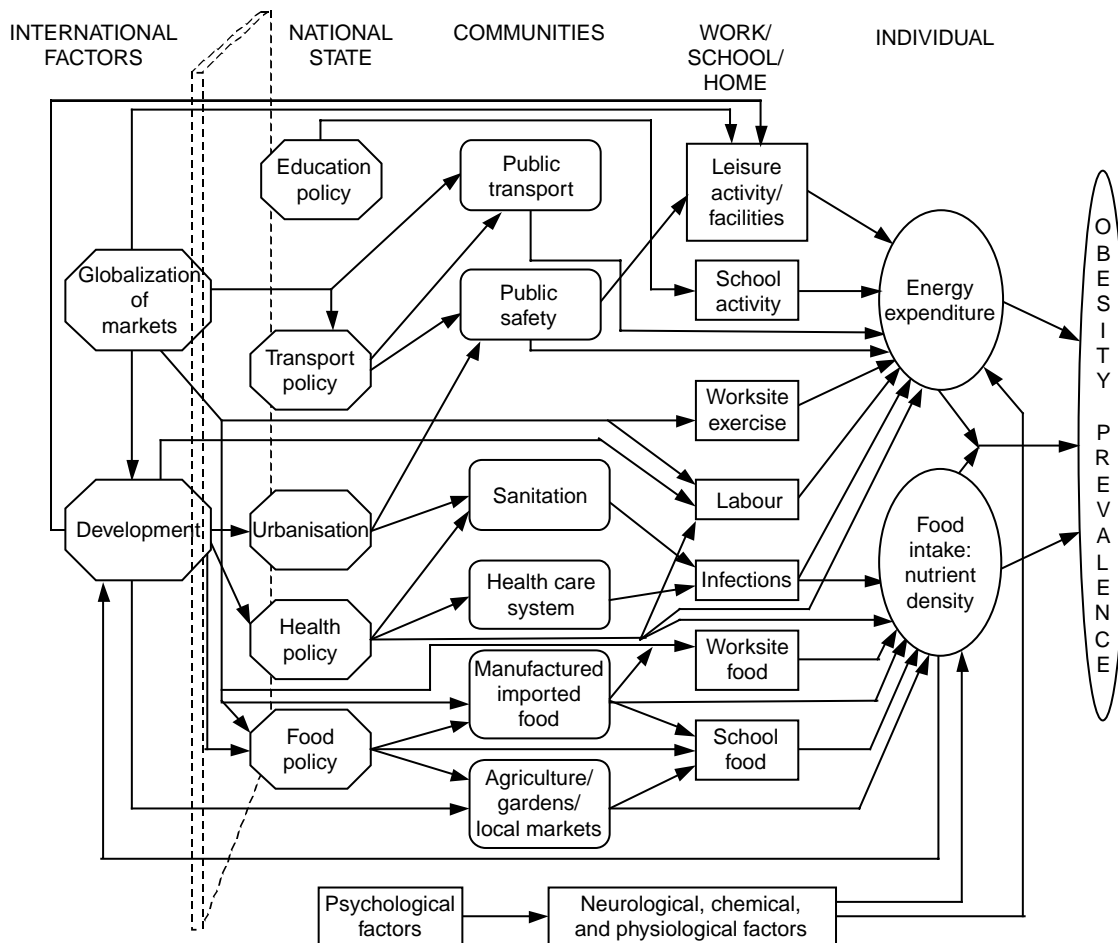 INTERNATIONAL
FACTORS
NATIONAL
STATE
COMMUNITIES
WORK/
SCHOOL/
HOME
INDIVIDUAL
Education
policy
Public
transport
Leisure
activity/
facilities
Globalization
of
markets
Public
safety
School
activity
Energy
expenditure
Transport
policy
Worksite
exercise
Development
Urbanisation
Sanitation
Labour
Food
intake:
nutrient
density
Health care
system
Infections
Health
policy
Manufactured
imported
food
Worksite
food
Food
policy
School
food
Agriculture/
gardens/
local markets
Psychological
factors
Neurological, chemical,
and physiological factors
OBESITY PREVALENCE